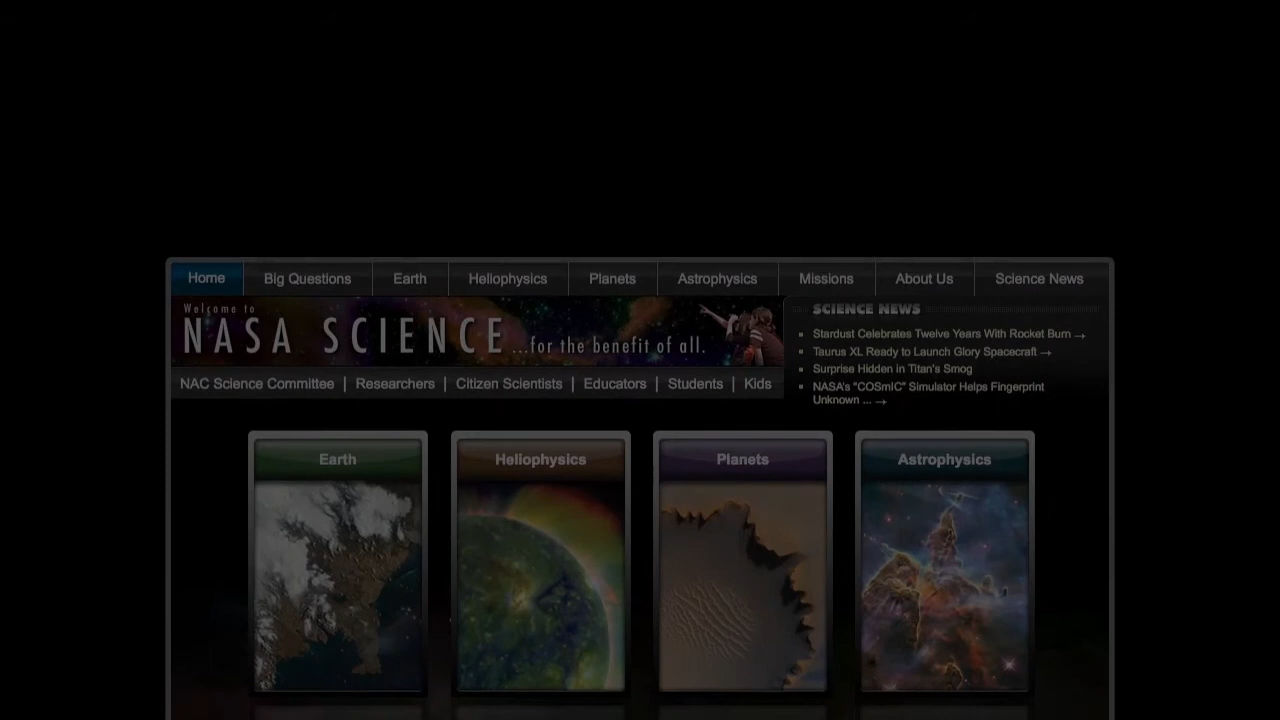 Home Big Questions Earth Heliophysics Planets Astrophysics Missions About Us Science News
Welcome to
NASA SCIENCE ...for the benefit of all.
NAC Science Committee | Researchers | Citizen Scientists | Educators | Students | Kids
SCIENCE NEWS
Stardust Celebrates Twelve Years With Rocket Burn →
Taurus XL Ready to Launch Glory Spacecraft →
Surprise Hidden in Titan's Smog
NASA's "COSmIC" Simulator Helps Fingerprint
Unknown ... →
Earth
Heliophysics
Planets
Astrophysics